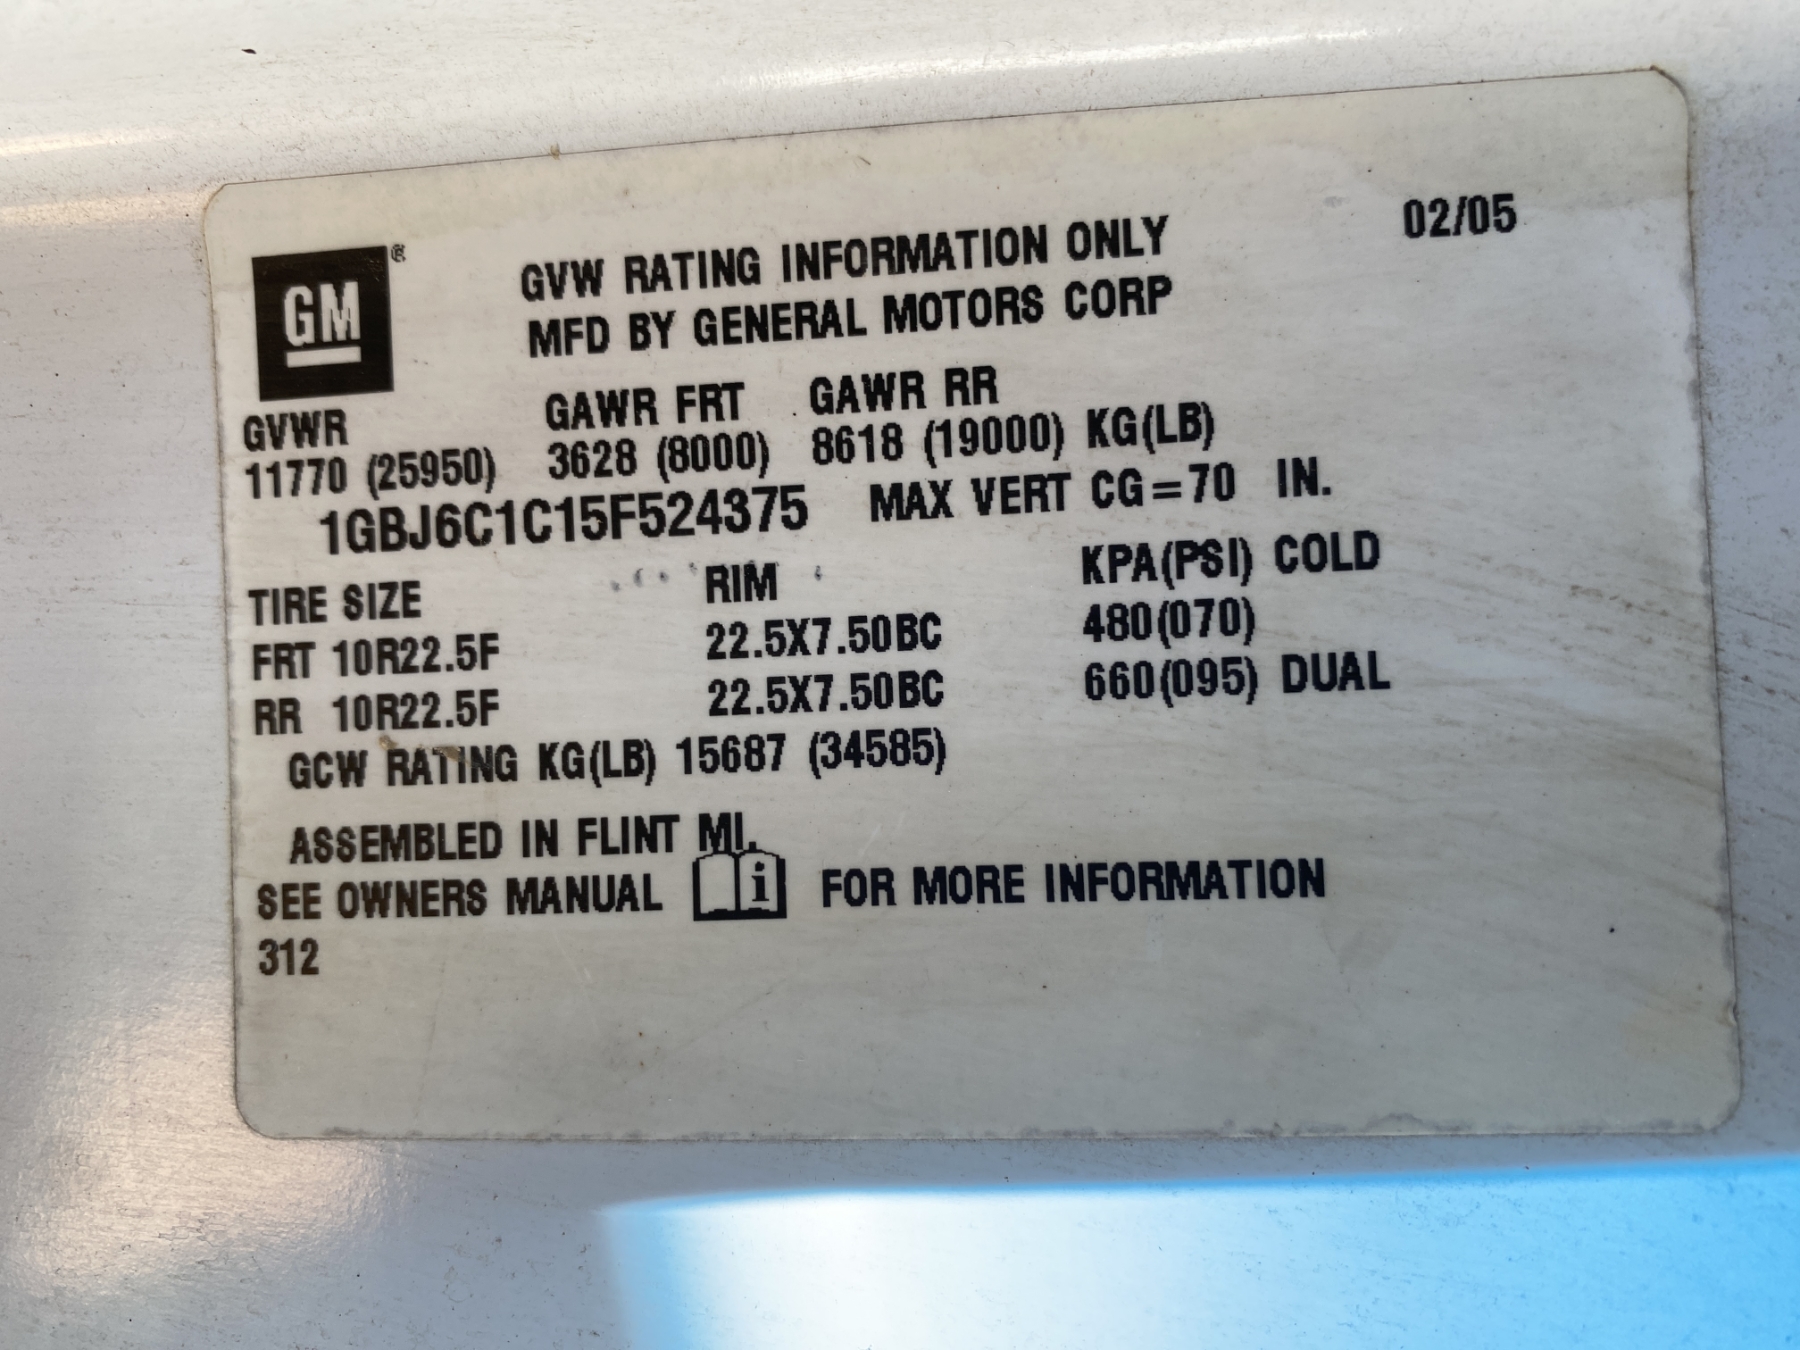 GM®
GVW RATING INFORMATION ONLY 02/05
MFD BY GENERAL MOTORS CORP
GVWR GAWR FRT GAWR RR
11770 (25950) 3628 (8000) 8618 (19000) KG(LB)
1GBJ6C1C15F524375 MAX VERT CG=70 IN.
TIRE SIZE RIM KPA(PSI) COLD
FRT 10R22.5F 22.5X7.50BC 480(070)
RR 10R22.5F 22.5X7.50BC 660(095) DUAL
GCW RATING KG(LB) 15687 (34585)
ASSEMBLED IN FLINT MI.
SEE OWNERS MANUAL i FOR MORE INFORMATION
312